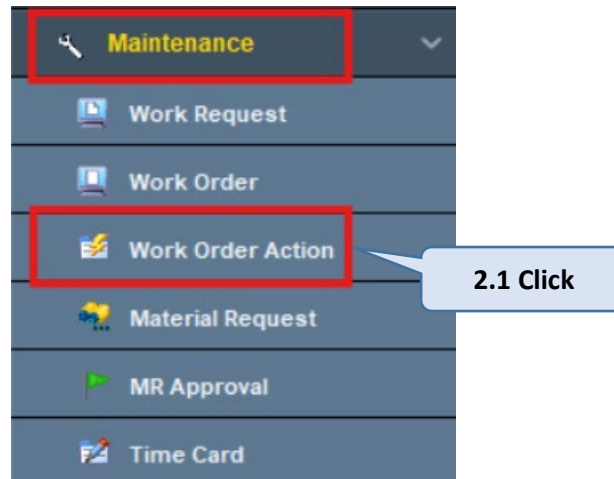 Maintenance
Work Request
Work Order
Work Order Action
2.1 Click
Material Request
MR Approval
Time Card